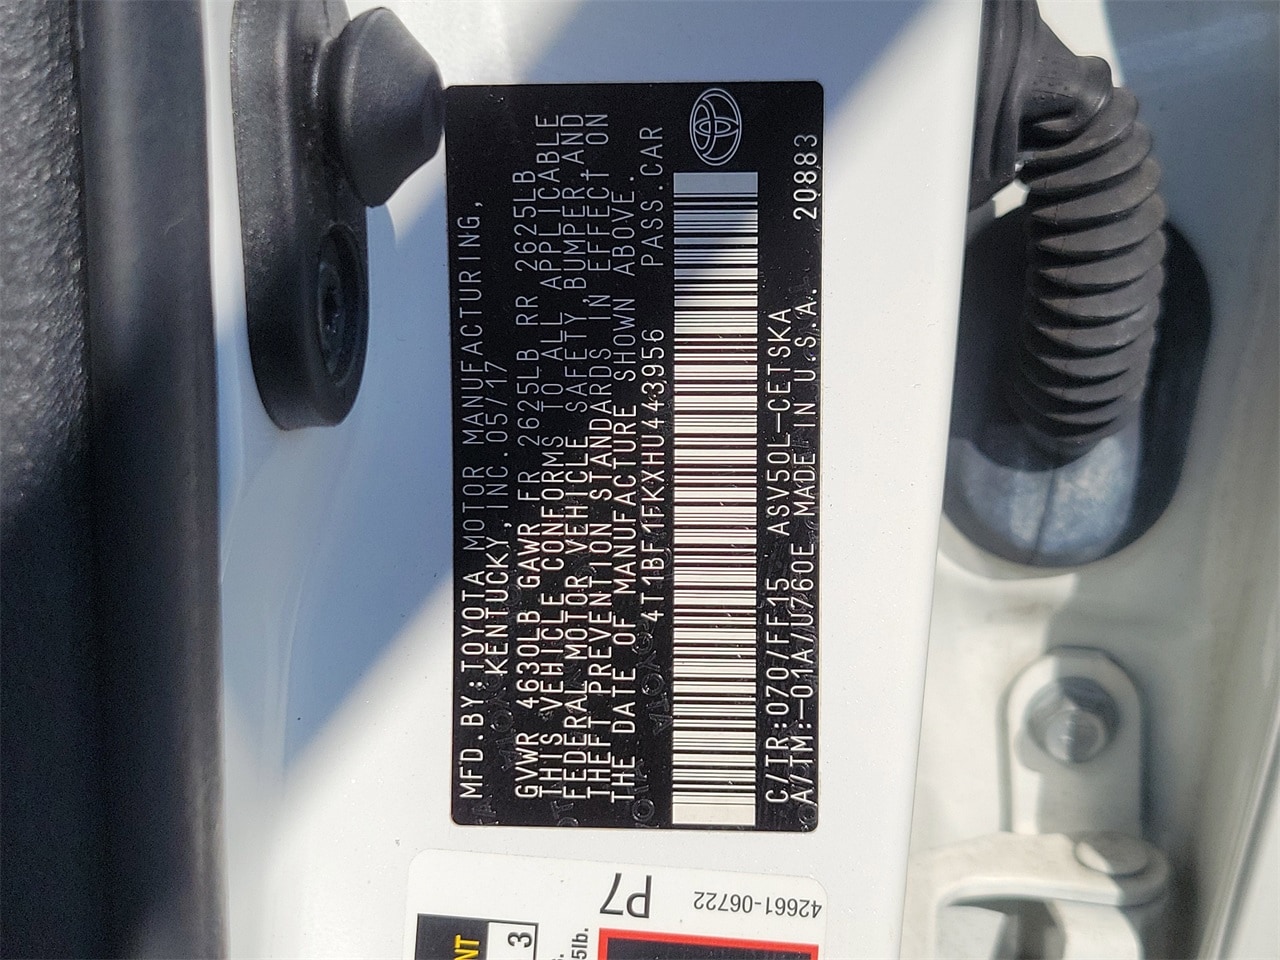 MFD.BY:TOYOTA MOTOR MANUFACTURING,
KENTUCKY,INC.05/17
GVWR 4630LB GAWR FR 2625LB RR 2625LB
THIS VEHICLE CONFORMS TO ALL APPLICABLE
FEDERAL MOTOR VEHICLE SAFETY,BUMPER,AND
THEFT PREVENTION STANDARDS IN EFFECT ON
THE DATE OF MANUFACTURE SHOWN ABOVE.
4T1BF1FKXHU443956 PASS.CAR
C/TR:070/FF15 ASV50L-CETSKA
A/TM:-01A/U760E MADE IN U.S.A. 20883
P7
42661-06722
NT
3
5lb.